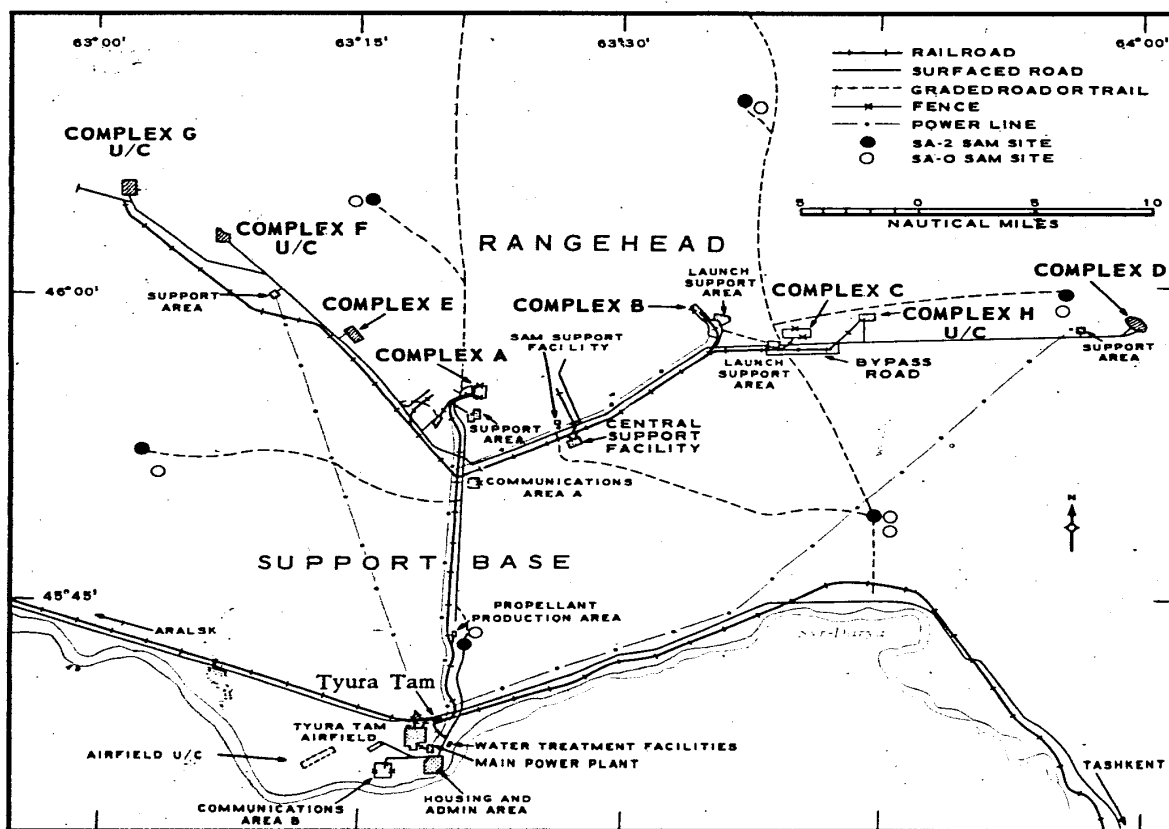 63°00'
63°15'
63°30'
64°00'
RAILROAD
SURFACED ROAD
GRADED ROAD OR TRAIL
FENCE
POWER LINE
SA-2 SAM SITE
SA-O SAM SITE
5 0 5 10
NAUTICAL MILES
COMPLEX G
U/C
COMPLEX F
U/C
RANGEHEAD
SUPPORT
AREA
46°00'
COMPLEX E
COMPLEX B
LAUNCH
SUPPORT
AREA
COMPLEX C
COMPLEX D
COMPLEX H
U/C
SAM SUPPORT
FACILITY
COMPLEX A
SUPPORT
AREA
LAUNCH
SUPPORT
AREA
BYPASS
ROAD
SUPPORT
AREA
CENTRAL
SUPPORT
FACILITY
COMMUNICATIONS
AREA A
N
SUPPORT BASE
45°45'
ARALSK
PROPELLANT
PRODUCTION AREA
Syr-Darya
Tyura Tam
TYURA TAM
AIRFIELD
AIRFIELD U/C
WATER TREATMENT FACILITIES
MAIN POWER PLANT
TASHKENT
COMMUNICATIONS
AREA B
HOUSING AND
ADMIN AREA